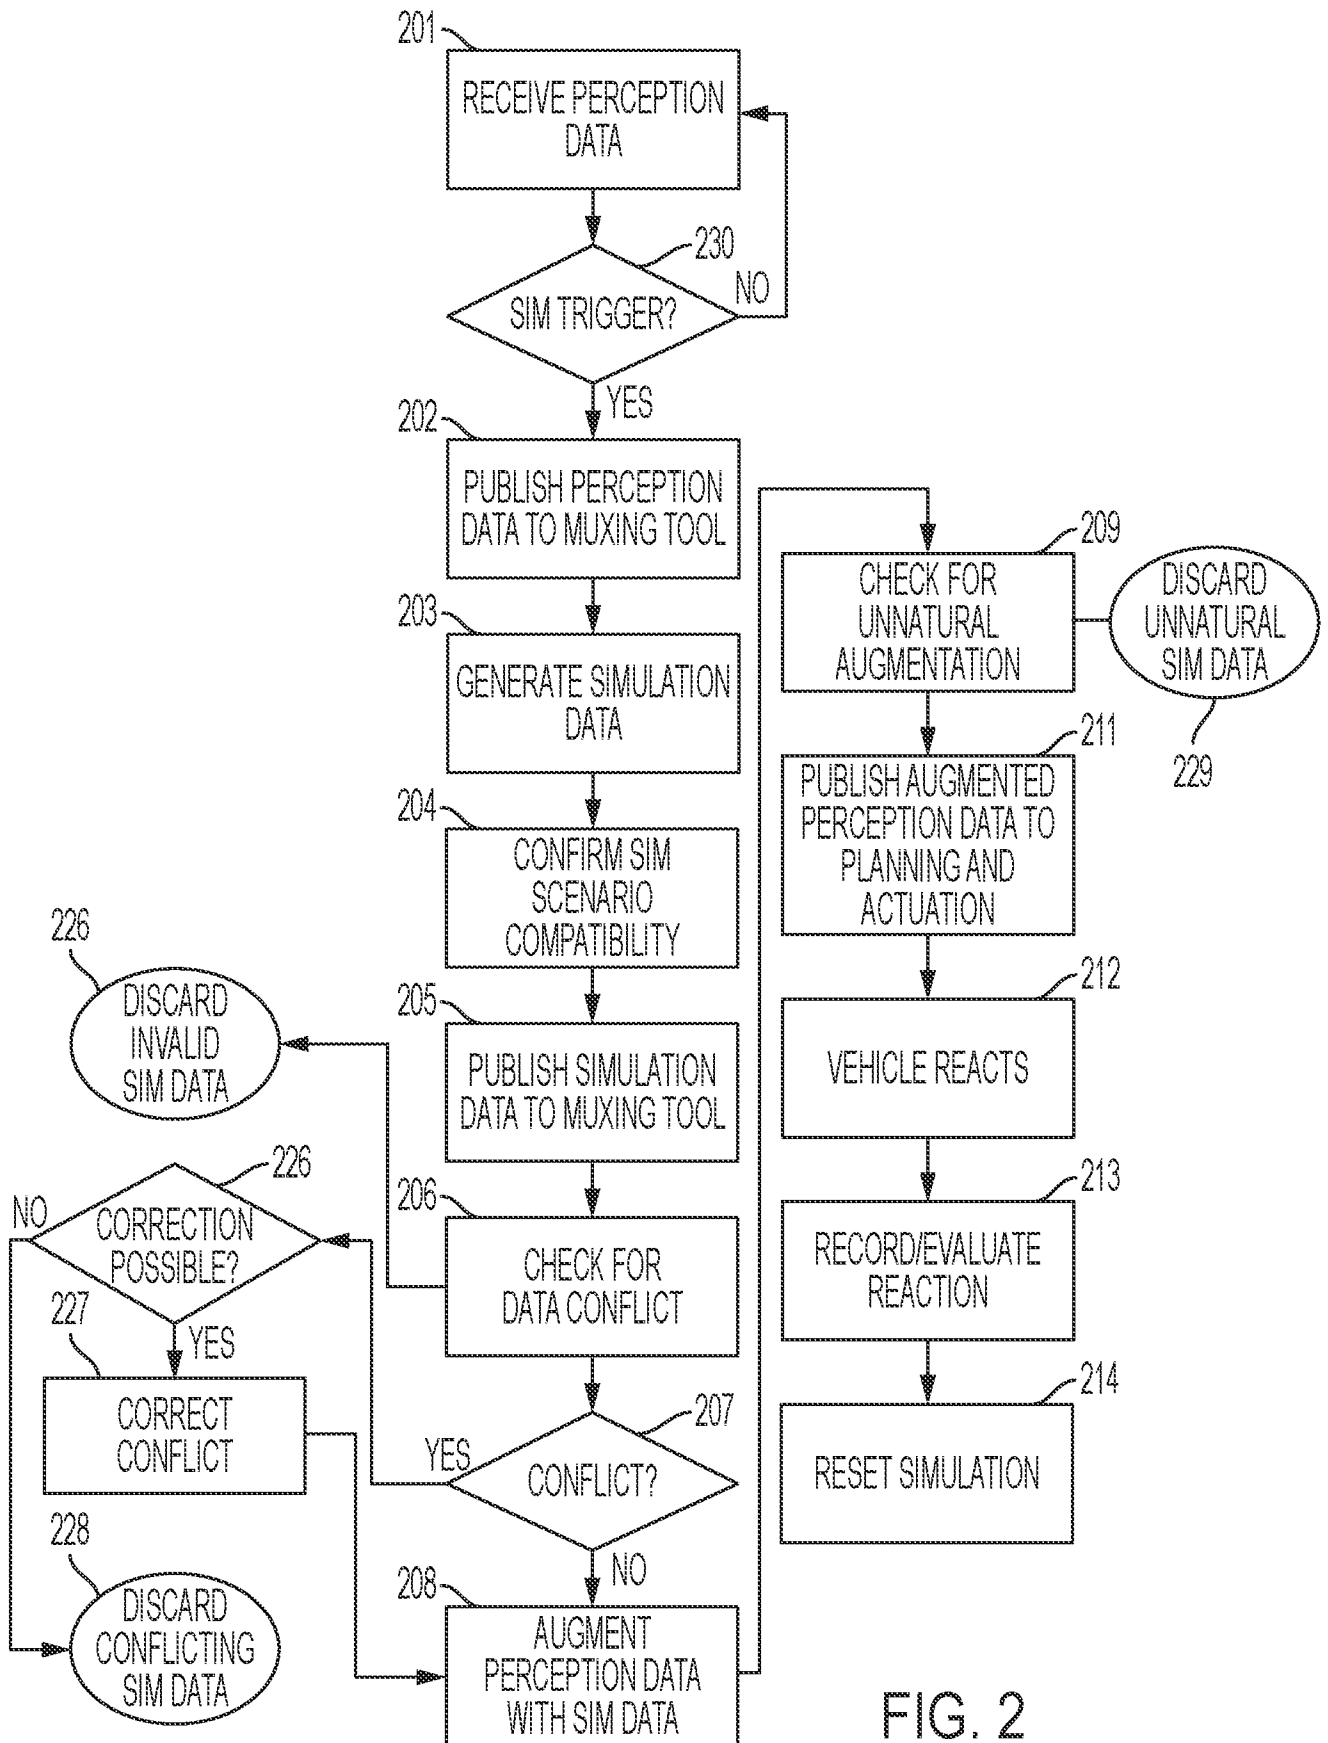 201
RECEIVE PERCEPTION
DATA
230
SIM TRIGGER?
NO
YES
202
PUBLISH PERCEPTION
DATA TO MUXING TOOL
203
GENERATE SIMULATION
DATA
204
CONFIRM SIM
SCENARIO
COMPATIBILITY
205
PUBLISH SIMULATION
DATA TO MUXING TOOL
206
CHECK FOR
DATA CONFLICT
226
DISCARD
INVALID
SIM DATA
207
CONFLICT?
YES
NO
226
CORRECTION
POSSIBLE?
NO
YES
227
CORRECT
CONFLICT
228
DISCARD
CONFLICTING
SIM DATA
208
AUGMENT
PERCEPTION DATA
WITH SIM DATA
209
CHECK FOR
UNNATURAL
AUGMENTATION
DISCARD
UNNATURAL
SIM DATA
229
211
PUBLISH AUGMENTED
PERCEPTION DATA TO
PLANNING AND
ACTUATION
212
VEHICLE REACTS
213
RECORD/EVALUATE
REACTION
214
RESET SIMULATION
FIG. 2